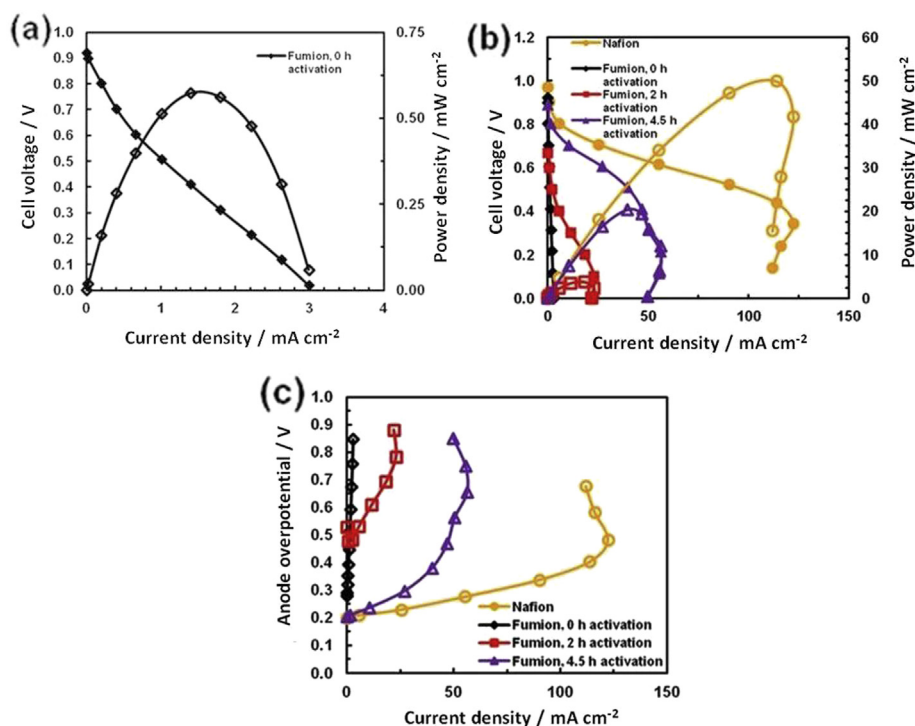 (a)
Cell voltage / V
1.0
0.9
0.8
0.7
0.6
0.5
0.4
0.3
0.2
0.1
0.0
0
1
2
3
4
Current density / mA cm-2
0.75
0.50
0.25
0.00
Power density / mW cm-2
Fumion, 0 h
activation
(b)
Cell voltage / V
1.2
1.0
0.8
0.6
0.4
0.2
0.0
0
50
100
150
Current density / mA cm-2
60
50
40
30
20
10
0
Power density / mW cm-2
Nafion
Fumion, 0 h
activation
Fumion, 2 h
activation
Fumion, 4.5 h
activation
(c)
Anode overpotential / V
1.0
0.9
0.8
0.7
0.6
0.5
0.4
0.3
0.2
0.1
0.0
0
50
100
150
Current density / mA cm-2
Nafion
Fumion, 0 h activation
Fumion, 2 h activation
Fumion, 4.5 h activation